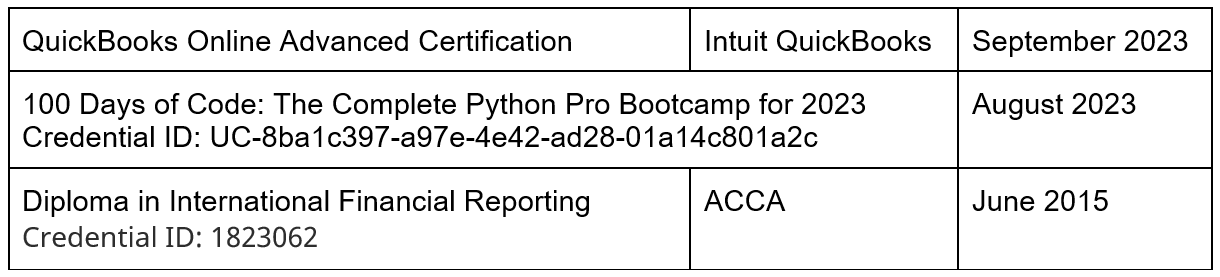 QuickBooks Online Advanced Certification Intuit QuickBooks September 2023
100 Days of Code: The Complete Python Pro Bootcamp for 2023 August 2023
Credential ID: UC-8ba1c397-a97e-4e42-ad28-01a14c801a2c
Diploma in International Financial Reporting ACCA June 2015
Credential ID: 1823062